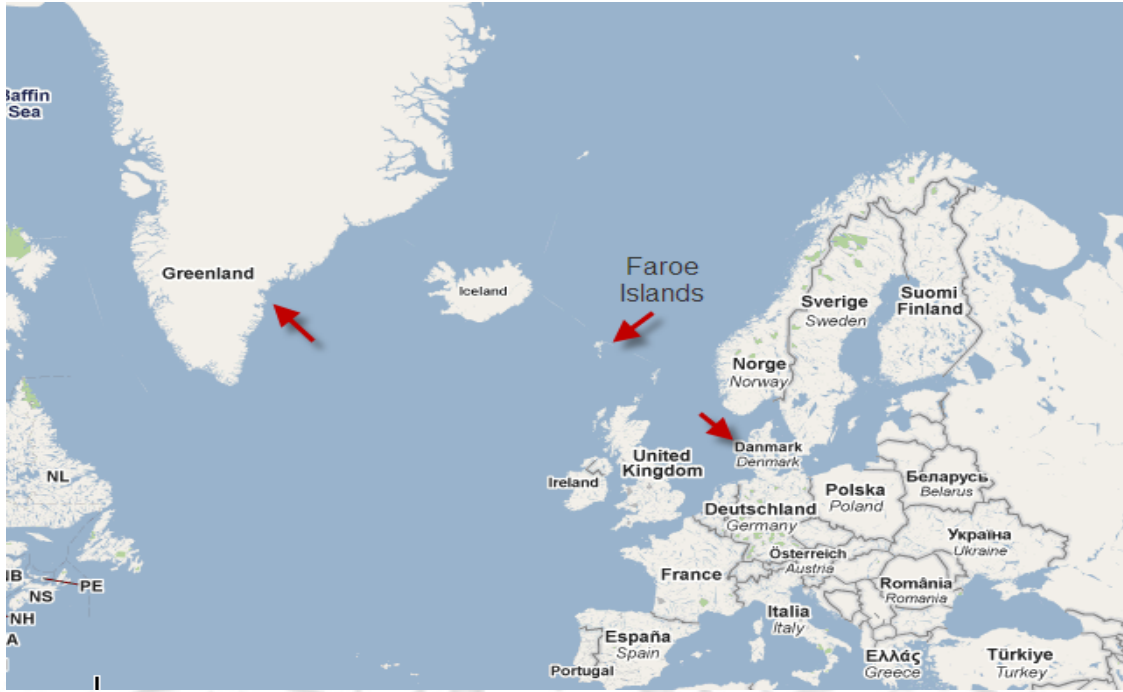 Baffin
Sea
Greenland
Iceland
Faroe
Islands
Sverige
Sweden
Suomi
Finland
Norge
Norway
Danmark
Denmark
United
Kingdom
Ireland
NL
Беларусь
Belarus
Polska
Poland
Deutschland
Germany
Україна
Ukraine
Österreich
Austria
France
România
Romania
NB
PE
NS
NH
Italia
Italy
España
Spain
Portugal
Ελλάς
Greece
Türkiye
Turkey